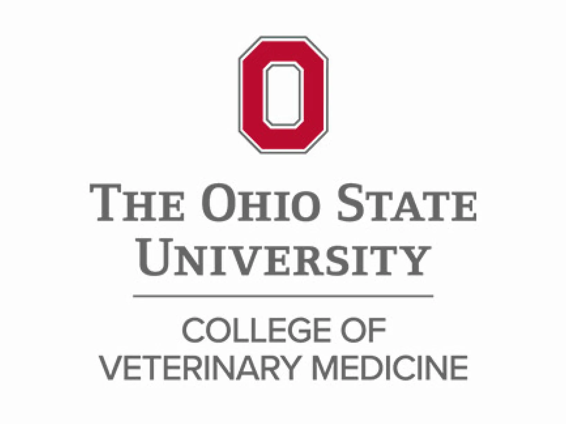 O
THE OHIO STATE
UNIVERSITY
COLLEGE OF
VETERINARY MEDICINE